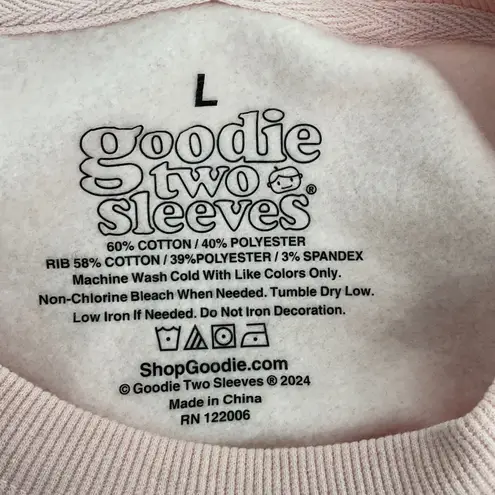 L
goodie
two
sleeves®
60% COTTON / 40% POLYESTER
RIB 58% COTTON / 39%POLYESTER / 3% SPANDEX
Machine Wash Cold With Like Colors Only.
Non-Chlorine Bleach When Needed. Tumble Dry Low.
Low Iron If Needed. Do Not Iron Decoration.
ShopGoodie.com
© Goodie Two Sleeves ® 2024
Made in China
RN 122006